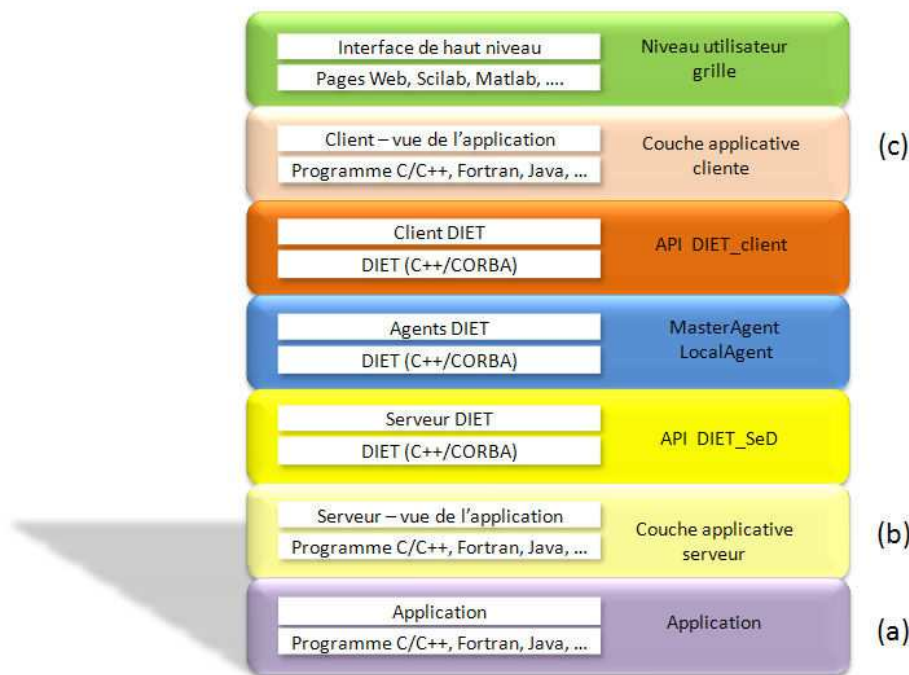 Interface de haut niveau
Pages Web, Scilab, Matlab, ....
Niveau utilisateur
grille
Client – vue de l'application
Programme C/C++, Fortran, Java, ...
Couche applicative
cliente
(c)
Client DIET
DIET (C++/CORBA)
API DIET_client
Agents DIET
DIET (C++/CORBA)
MasterAgent
LocalAgent
Serveur DIET
DIET (C++/CORBA)
API DIET_SeD
Serveur – vue de l'application
Programme C/C++, Fortran, Java, ...
Couche applicative
serveur
(b)
Application
Programme C/C++, Fortran, Java, ...
Application
(a)